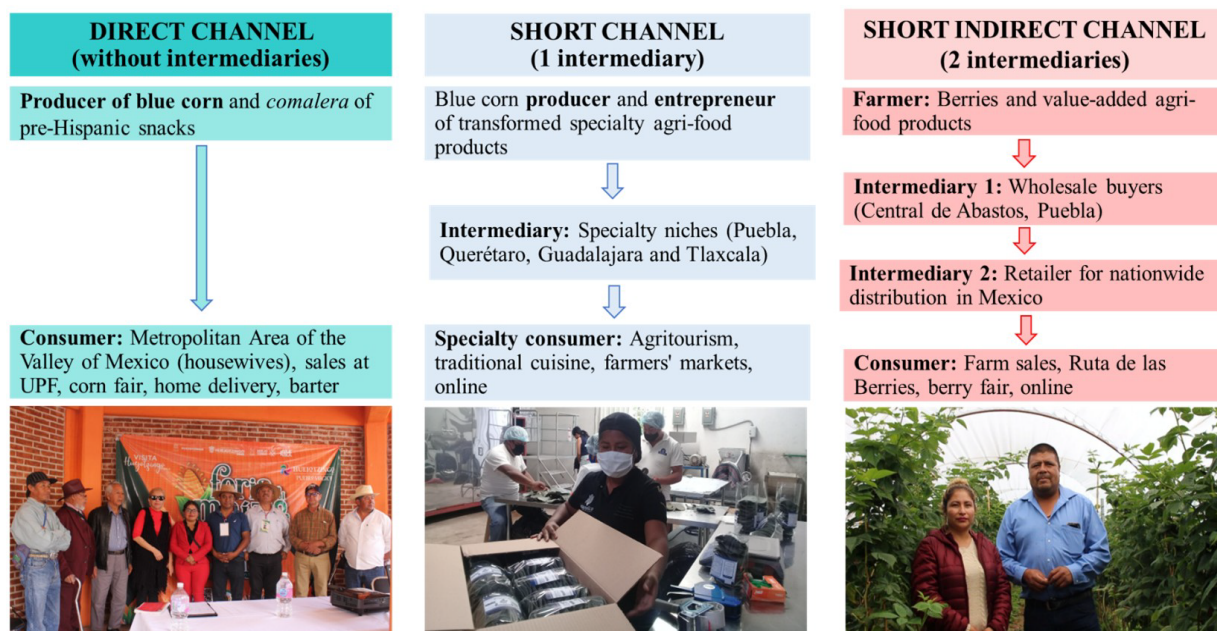 DIRECT CHANNEL
(without intermediaries)
Producer of blue corn and comalera of
pre-Hispanic snacks
Consumer: Metropolitan Area of the
Valley of Mexico (housewives), sales at
UPF, corn fair, home delivery, barter
VISITA
Huejotzingo
feria
SHORT CHANNEL
(1 intermediary)
Blue corn producer and entrepreneur
of transformed specialty agri-food
products
Intermediary: Specialty niches (Puebla,
Querétaro, Guadalajara and Tlaxcala)
Specialty consumer: Agritourism,
traditional cuisine, farmers' markets,
online
SHORT INDIRECT CHANNEL
(2 intermediaries)
Farmer: Berries and value-added agri-
food products
Intermediary 1: Wholesale buyers
(Central de Abastos, Puebla)
Intermediary 2: Retailer for nationwide
distribution in Mexico
Consumer: Farm sales, Ruta de las
Berries, berry fair, online